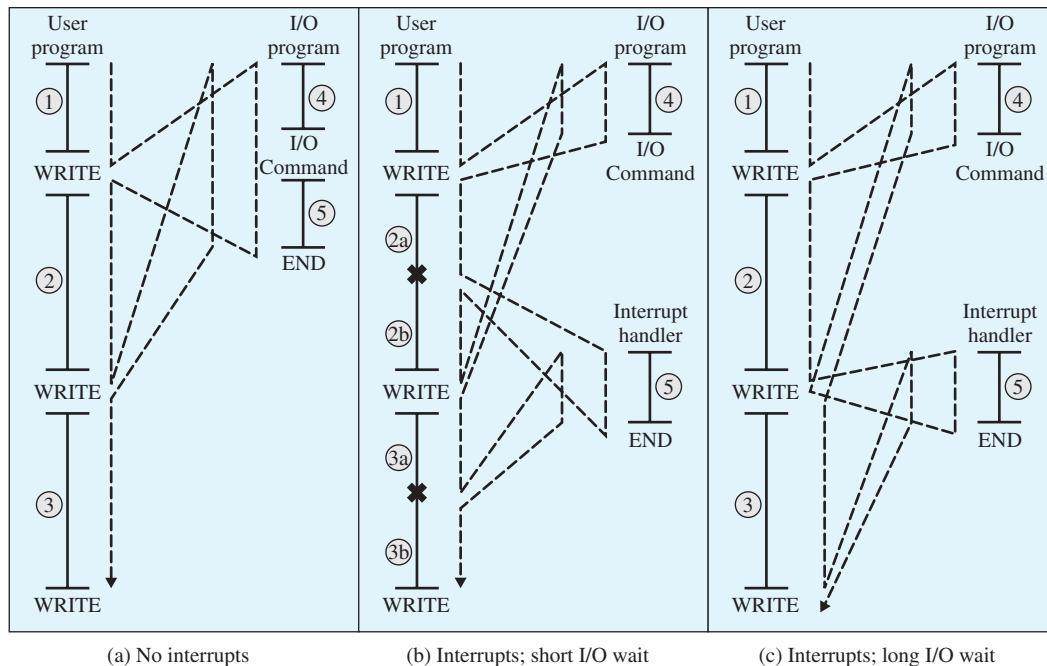 User
program
I/O
program
1
4
I/O
Command
WRITE
5
END
2
WRITE
3
WRITE
(a) No interrupts
User
program
I/O
program
1
4
WRITE
I/O
Command
2a
2b
Interrupt
handler
WRITE
5
END
3a
3b
WRITE
(b) Interrupts; short I/O wait
User
program
I/O
program
1
4
WRITE
I/O
Command
2
Interrupt
handler
WRITE
5
END
3
WRITE
(c) Interrupts; long I/O wait